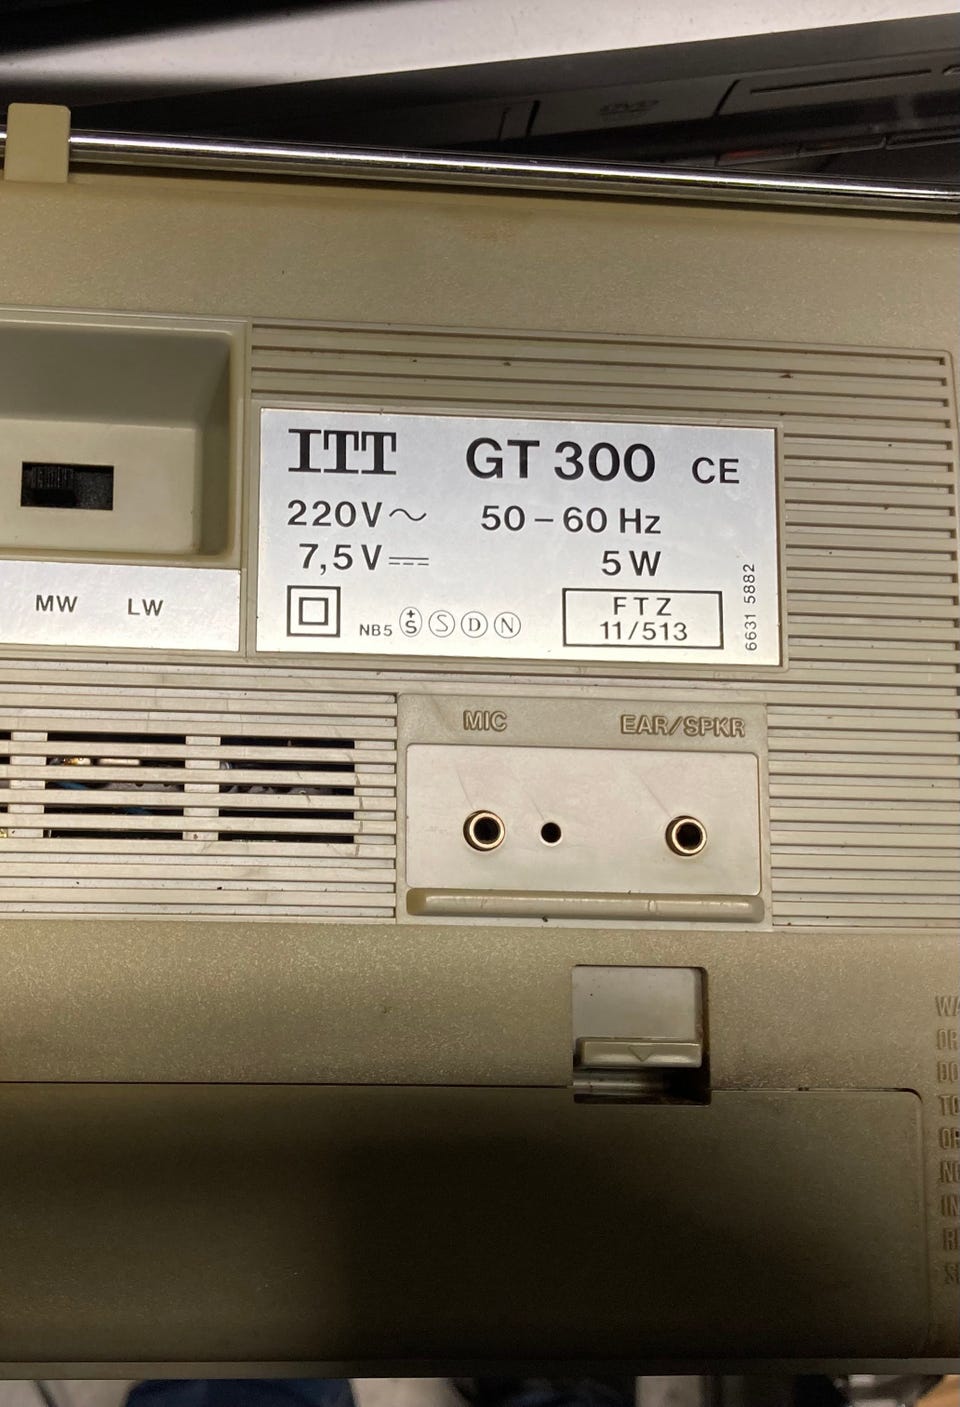 ITT GT 300 CE
220V~ 50 – 60 Hz
7,5V⎓ 5 W
MW LW
NB5 +S S D N
FTZ
11/513
6631 5882
MIC EAR/SPKR